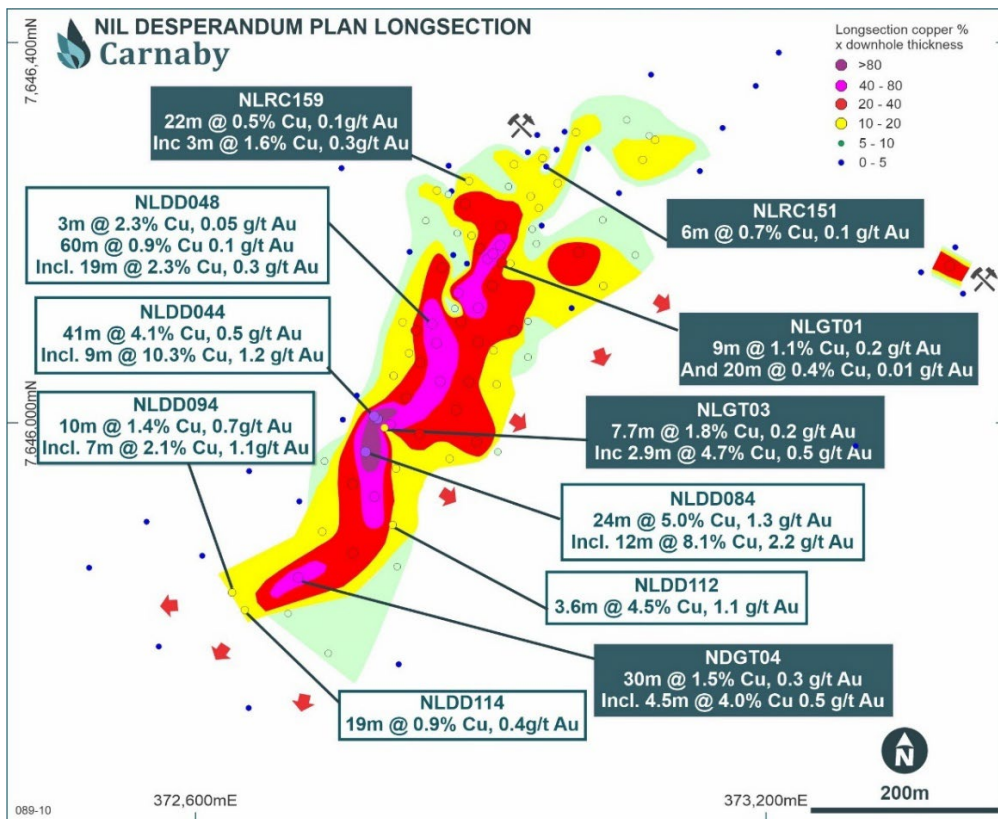 NIL DESPERANDUM PLAN LONGSECTION
Carnaby
7,646,400mN
Longsection copper %
x downhole thickness
>80
40 - 80
20 - 40
10 - 20
5 - 10
0 - 5
NLRC159
22m @ 0.5% Cu, 0.1g/t Au
Inc 3m @ 1.6% Cu, 0.3g/t Au
NLDD048
3m @ 2.3% Cu, 0.05 g/t Au
60m @ 0.9% Cu 0.1 g/t Au
Incl. 19m @ 2.3% Cu, 0.3 g/t Au
NLRC151
6m @ 0.7% Cu, 0.1 g/t Au
NLDD044
41m @ 4.1% Cu, 0.5 g/t Au
Incl. 9m @ 10.3% Cu, 1.2 g/t Au
NLGT01
9m @ 1.1% Cu, 0.2 g/t Au
And 20m @ 0.4% Cu, 0.01 g/t Au
NLDD094
10m @ 1.4% Cu, 0.7g/t Au
Incl. 7m @ 2.1% Cu, 1.1g/t Au
7,646,000mN
NLGT03
7.7m @ 1.8% Cu, 0.2 g/t Au
Inc 2.9m @ 4.7% Cu, 0.5 g/t Au
NLDD084
24m @ 5.0% Cu, 1.3 g/t Au
Incl. 12m @ 8.1% Cu, 2.2 g/t Au
NLDD112
3.6m @ 4.5% Cu, 1.1 g/t Au
NDGT04
30m @ 1.5% Cu, 0.3 g/t Au
Incl. 4.5m @ 4.0% Cu 0.5 g/t Au
NLDD114
19m @ 0.9% Cu, 0.4g/t Au
N
200m
089-10
372,600mE
373,200mE